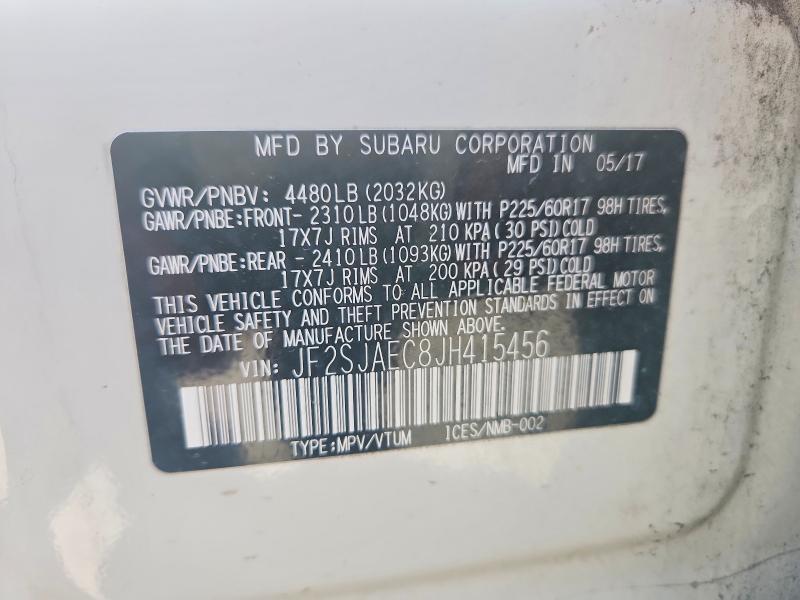 MFD BY SUBARU CORPORATION
MFD IN 05/17
GVWR/PNBV: 4480LB(2032KG)
GAWR/PNBE:FRONT- 2310LB(1048KG)WITH P225/60R17 98H TIRES,
17X7J RIMS AT 210 KPA(30 PSI)COLD
GAWR/PNBE:REAR - 2410LB(1093KG)WITH P225/60R17 98H TIRES,
17X7J RIMS AT 200 KPA(29 PSI)COLD
THIS VEHICLE CONFORMS TO ALL APPLICABLE FEDERAL MOTOR
VEHICLE SAFETY AND THEFT PREVENTION STANDARDS IN EFFECT ON
THE DATE OF MANUFACTURE SHOWN ABOVE.
VIN: JF2SJAEC8JH415456
TYPE:MPV/VTUM ICES/NMB-002